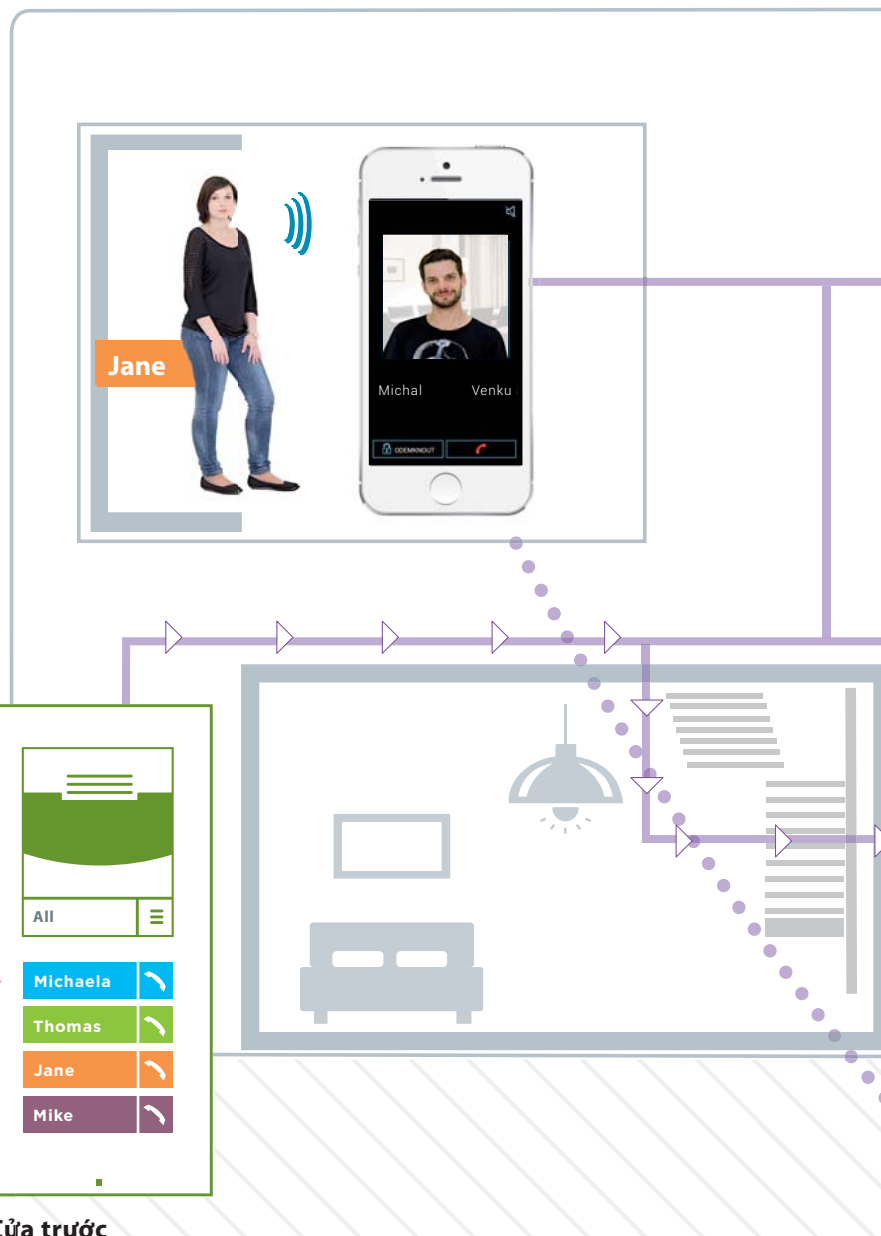 Jane
Michal Venku
ODEMKNOUT
All
Michaela
Thomas
Jane
Mike
Cửa trước